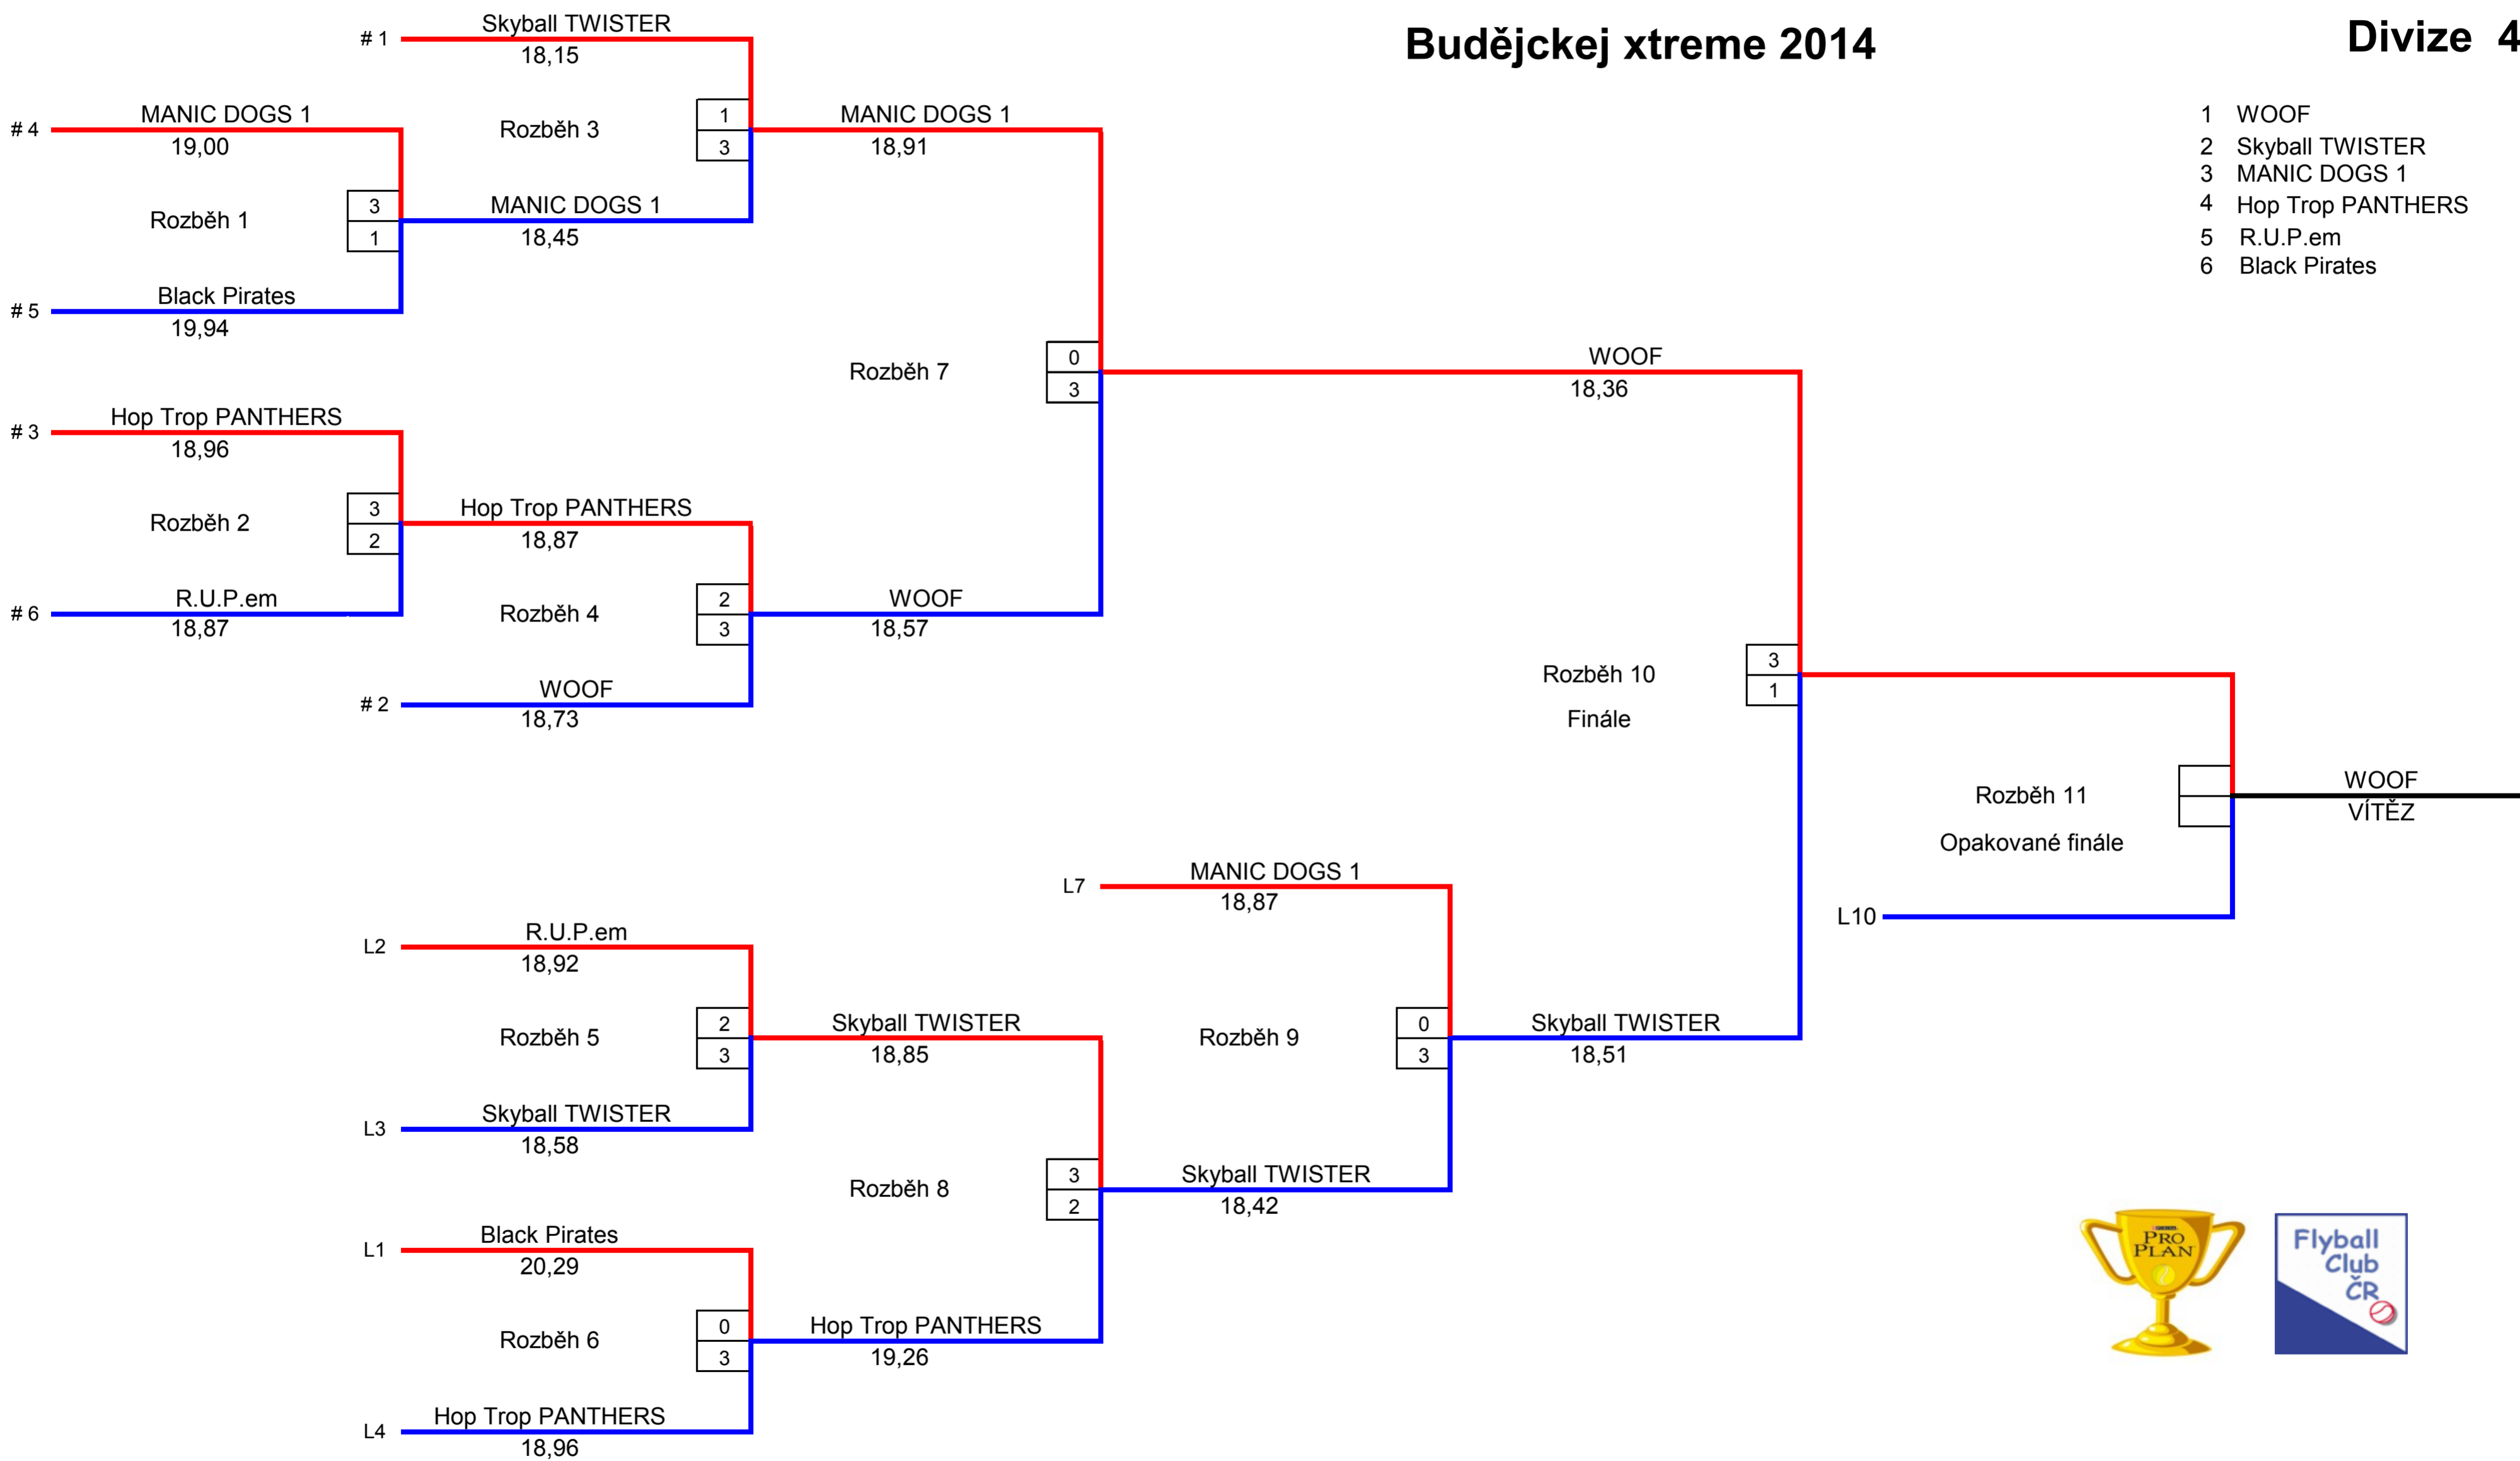 Budějckej xtreme 2014
Divize 4
1 WOOF
2 Skyball TWISTER
3 MANIC DOGS 1
4 Hop Trop PANTHERS
5 R.U.P.em
6 Black Pirates
# 1
Skyball TWISTER
18,15
# 4
MANIC DOGS 1
19,00
Rozběh 3
1
3
MANIC DOGS 1
18,91
Rozběh 1
3
1
MANIC DOGS 1
18,45
# 5
Black Pirates
19,94
Rozběh 7
0
3
WOOF
18,36
# 3
Hop Trop PANTHERS
18,96
Rozběh 2
3
2
Hop Trop PANTHERS
18,87
# 6
R.U.P.em
18,87
Rozběh 4
2
3
WOOF
18,57
# 2
WOOF
18,73
Rozběh 10
Finále
3
1
Rozběh 11
Opakované finále
WOOF
VÍTĚZ
L10
L7
MANIC DOGS 1
18,87
L2
R.U.P.em
18,92
Rozběh 5
2
3
Skyball TWISTER
18,85
Rozběh 9
0
3
Skyball TWISTER
18,51
L3
Skyball TWISTER
18,58
Rozběh 8
3
2
Skyball TWISTER
18,42
L1
Black Pirates
20,29
Rozběh 6
0
3
Hop Trop PANTHERS
19,26
L4
Hop Trop PANTHERS
18,96
PRO
PLAN
Flyball
Club
ČR